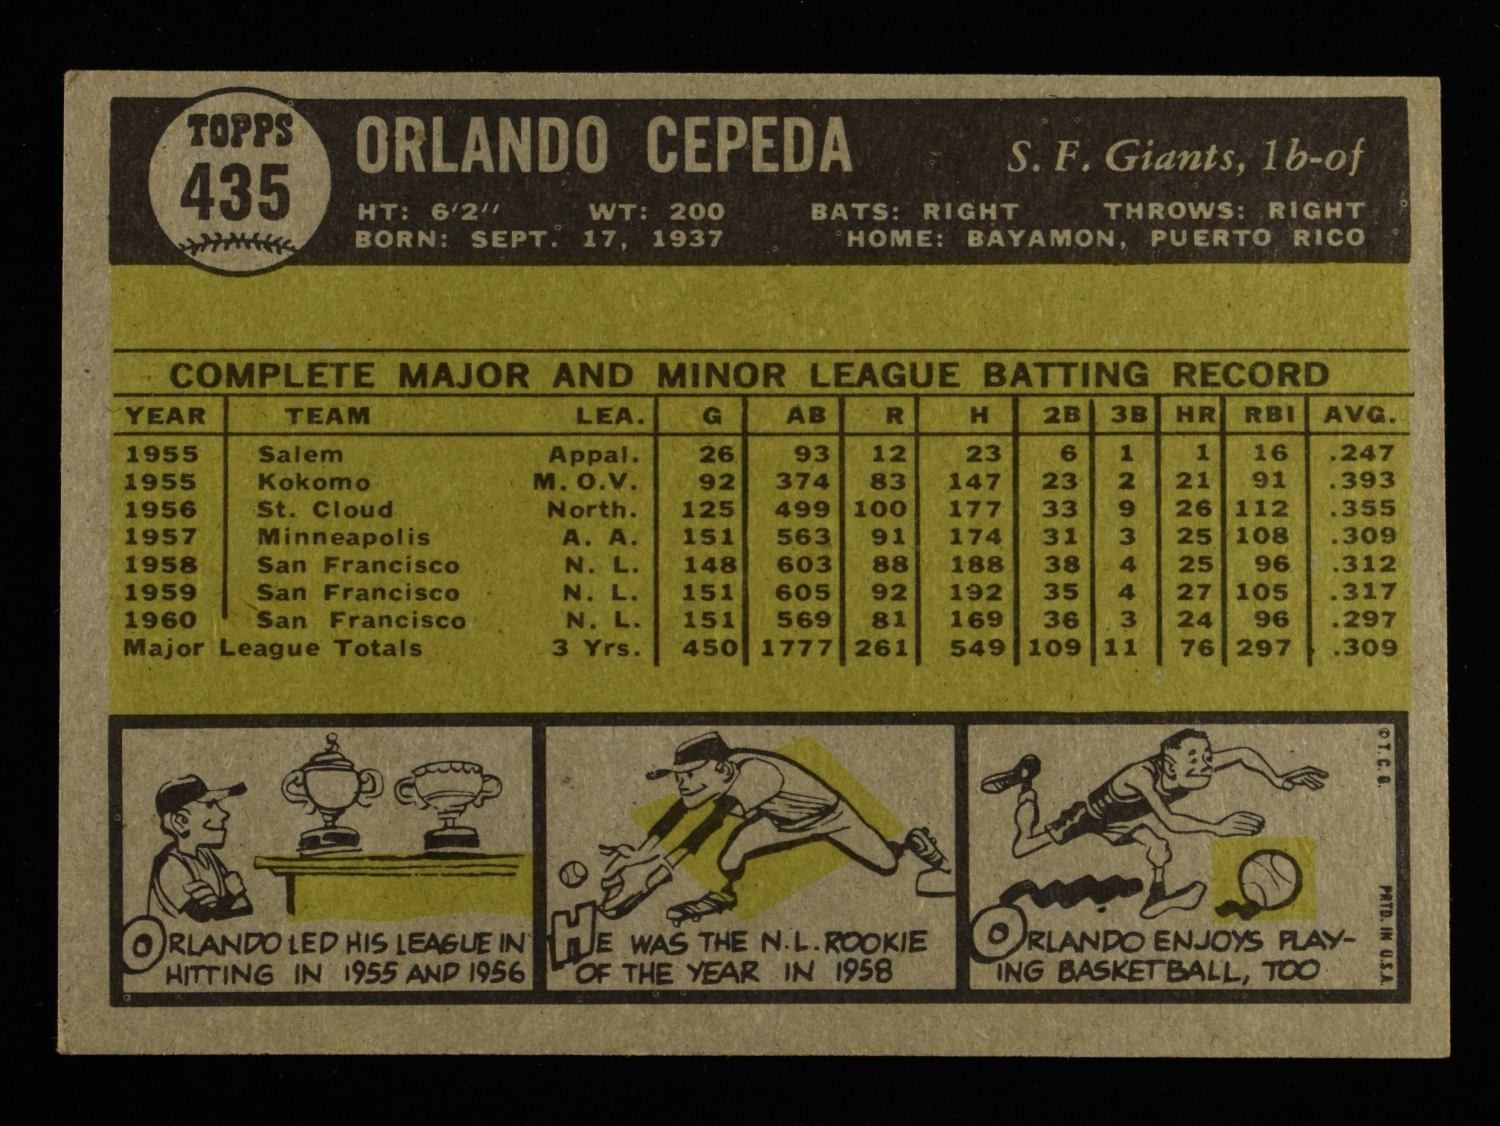 TOPPS
435
ORLANDO CEPEDA
S. F. Giants, 1b-of
HT: 6'2" WT: 200 BATS: RIGHT THROWS: RIGHT
BORN: SEPT. 17, 1937 HOME: BAYAMON, PUERTO RICO
COMPLETE MAJOR AND MINOR LEAGUE BATTING RECORD
YEAR TEAM LEA. G AB R H 2B 3B HR RBI AVG.
1955 Salem Appal. 26 93 12 23 6 1 1 16 .247
1955 Kokomo M. O. V. 92 374 83 147 23 2 21 91 .393
1956 St. Cloud North. 125 499 100 177 33 9 26 112 .355
1957 Minneapolis A. A. 151 563 91 174 31 3 25 108 .309
1958 San Francisco N. L. 148 603 88 188 38 4 25 96 .312
1959 San Francisco N. L. 151 605 92 192 35 4 27 105 .317
1960 San Francisco N. L. 151 569 81 169 36 3 24 96 .297
Major League Totals 3 Yrs. 450 1777 261 549 109 11 76 297 .309
ORLANDO LED HIS LEAGUE IN
HITTING IN 1955 AND 1956
HE WAS THE N.L. ROOKIE
OF THE YEAR IN 1958
ORLANDO ENJOYS PLAY-
ING BASKETBALL, TOO
© T. C. G. PRTD. IN U.S.A.